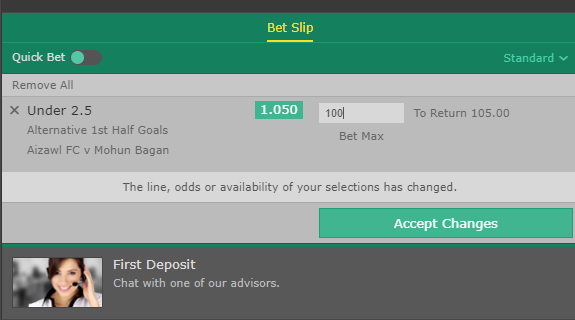 Bet Slip
Quick Bet
Standard
Remove All
Under 2.5 1.050 100 To Return 105.00
Alternative 1st Half Goals
Bet Max
Aizawl FC v Mohun Bagan
The line, odds or availability of your selections has changed.
Accept Changes
First Deposit
Chat with one of our advisors.